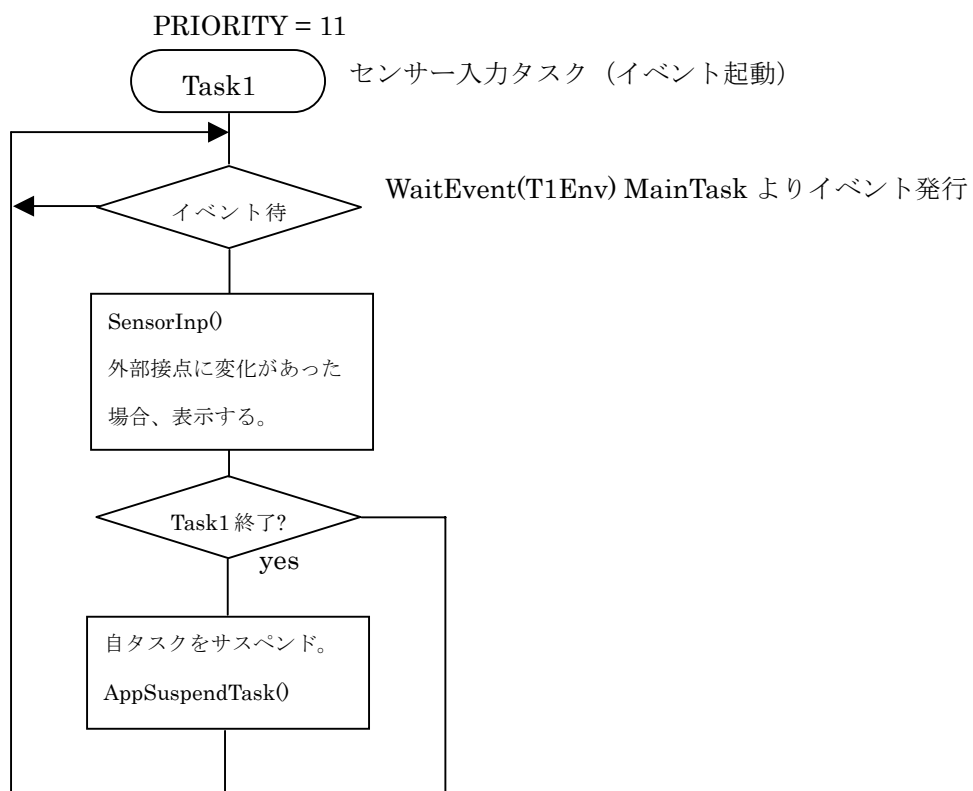 PRIORITY = 11
Task1
センサー入力タスク（イベント起動）
WaitEvent(T1Env) MainTask よりイベント発行
イベント待
SensorInp()
外部接点に変化があった
場合、表示する。
Task1 終了?
yes
自タスクをサスペンド。
AppSuspendTask()